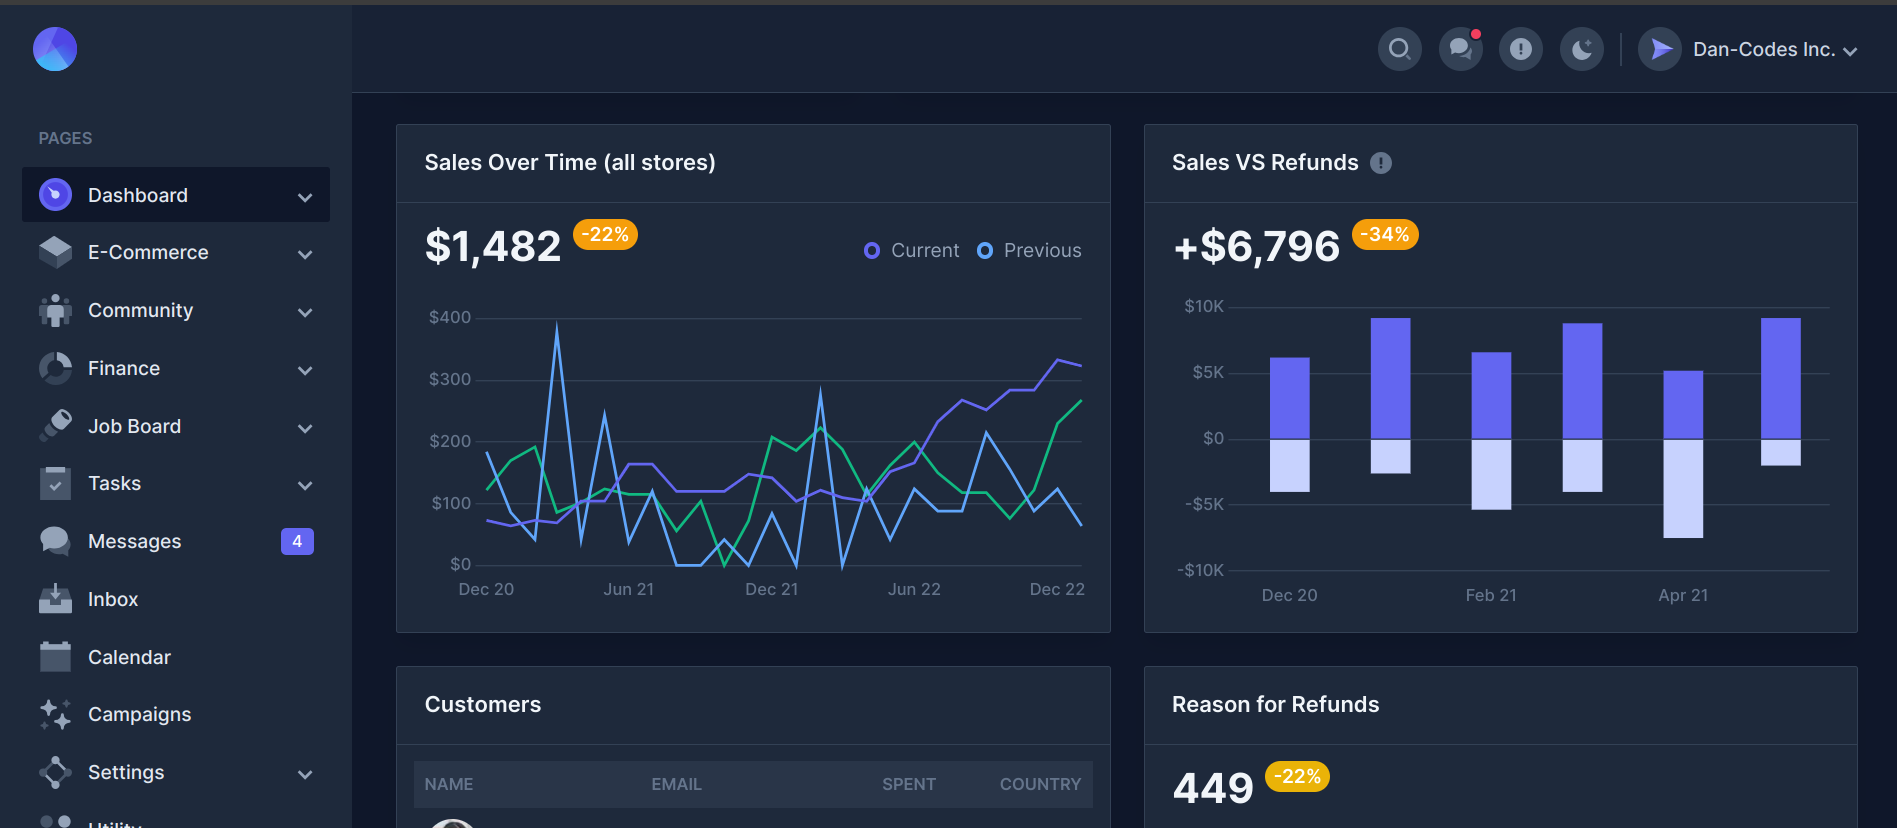 Dan-Codes Inc.
PAGES
Dashboard
E-Commerce
Community
Finance
Job Board
Tasks
Messages 4
Inbox
Calendar
Campaigns
Settings
Utility
Sales Over Time (all stores)
$1,482 -22%
Current Previous
$400
$300
$200
$100
$0
Dec 20 Jun 21 Dec 21 Jun 22 Dec 22
Sales VS Refunds
+$6,796 -34%
$10K
$5K
$0
-$5K
-$10K
Dec 20 Feb 21 Apr 21
Customers
NAME EMAIL SPENT COUNTRY
Reason for Refunds
449 -22%